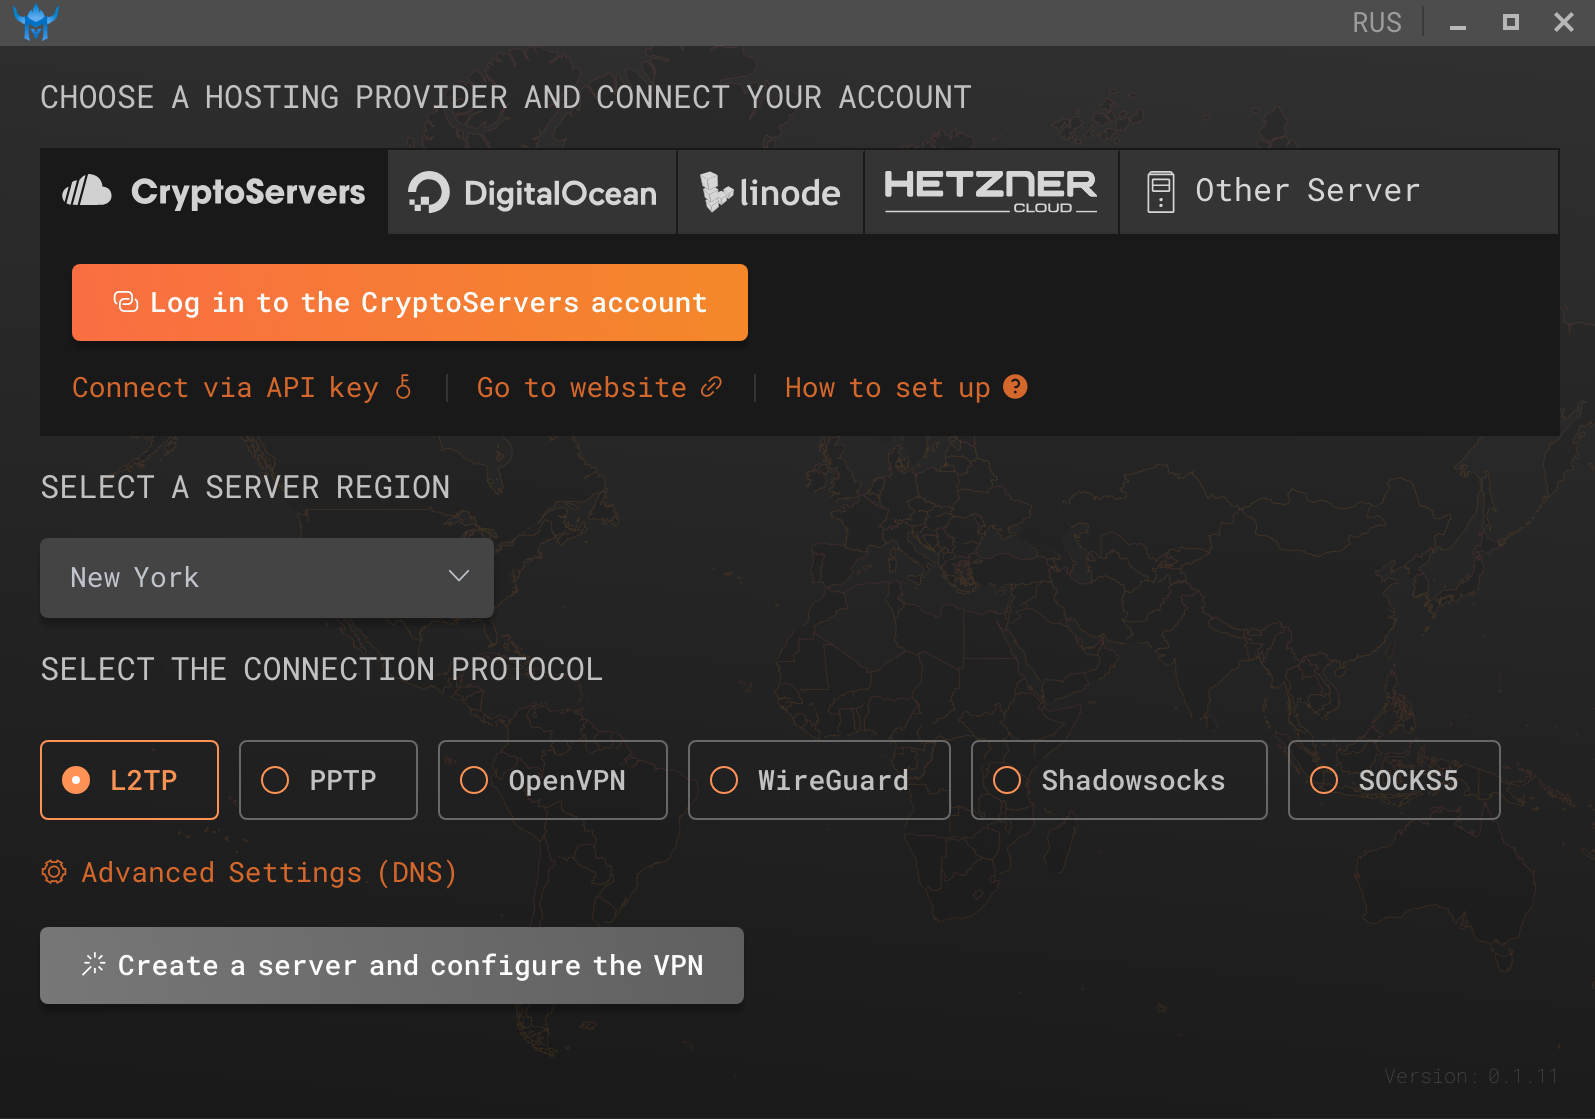 RUS
CHOOSE A HOSTING PROVIDER AND CONNECT YOUR ACCOUNT
CryptoServers
DigitalOcean
linode
HETZNER
CLOUD
Other Server
Log in to the CryptoServers account
Connect via API key
Go to website
How to set up ?
SELECT A SERVER REGION
New York
SELECT THE CONNECTION PROTOCOL
L2TP
PPTP
OpenVPN
WireGuard
Shadowsocks
SOCKS5
Advanced Settings (DNS)
Create a server and configure the VPN
Version: 0.1.11